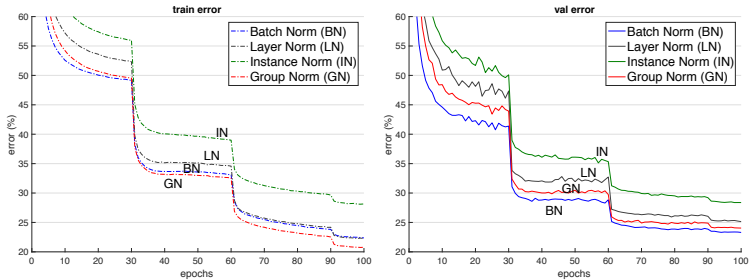 train error
60
55
50
45
40
35
30
25
20
error (%)
0 10 20 30 40 50 60 70 80 90 100
epochs
Batch Norm (BN)
Layer Norm (LN)
Instance Norm (IN)
Group Norm (GN)
IN
LN
BN
GN
val error
60
55
50
45
40
35
30
25
20
error (%)
0 10 20 30 40 50 60 70 80 90 100
epochs
Batch Norm (BN)
Layer Norm (LN)
Instance Norm (IN)
Group Norm (GN)
IN
LN
GN
BN